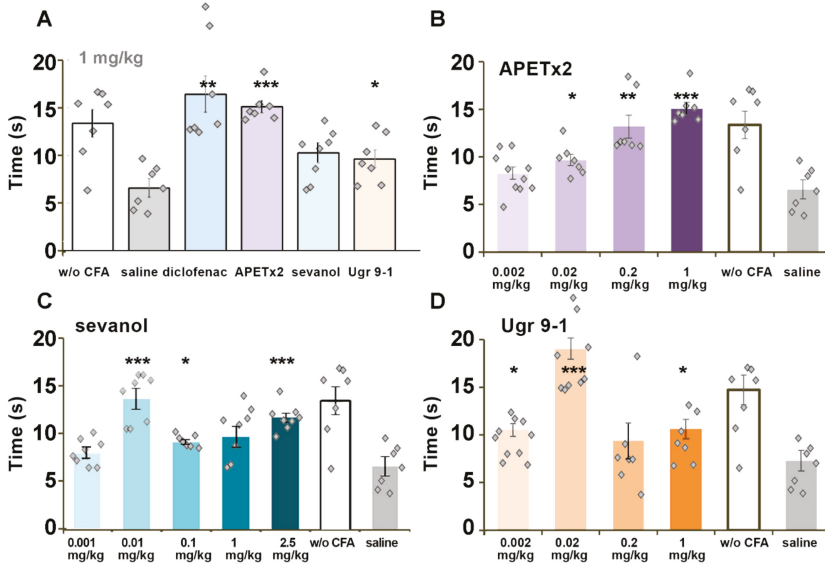 A
1 mg/kg
Time (s)
20
15
10
5
0
** *** *
w/o CFA saline diclofenac APETx2 sevanol Ugr 9-1
B
APETx2
Time (s)
20
15
10
5
0
* ** ***
0.002 0.02 0.2 1 w/o CFA saline
mg/kg mg/kg mg/kg mg/kg
C
sevanol
Time (s)
20
15
10
5
0
*** * ***
0.001 0.01 0.1 1 2.5 w/o CFA saline
mg/kg mg/kg mg/kg mg/kg mg/kg
D
Ugr 9-1
Time (s)
20
15
10
5
0
* *** *
0.002 0.02 0.2 1 w/o CFA saline
mg/kg mg/kg mg/kg mg/kg